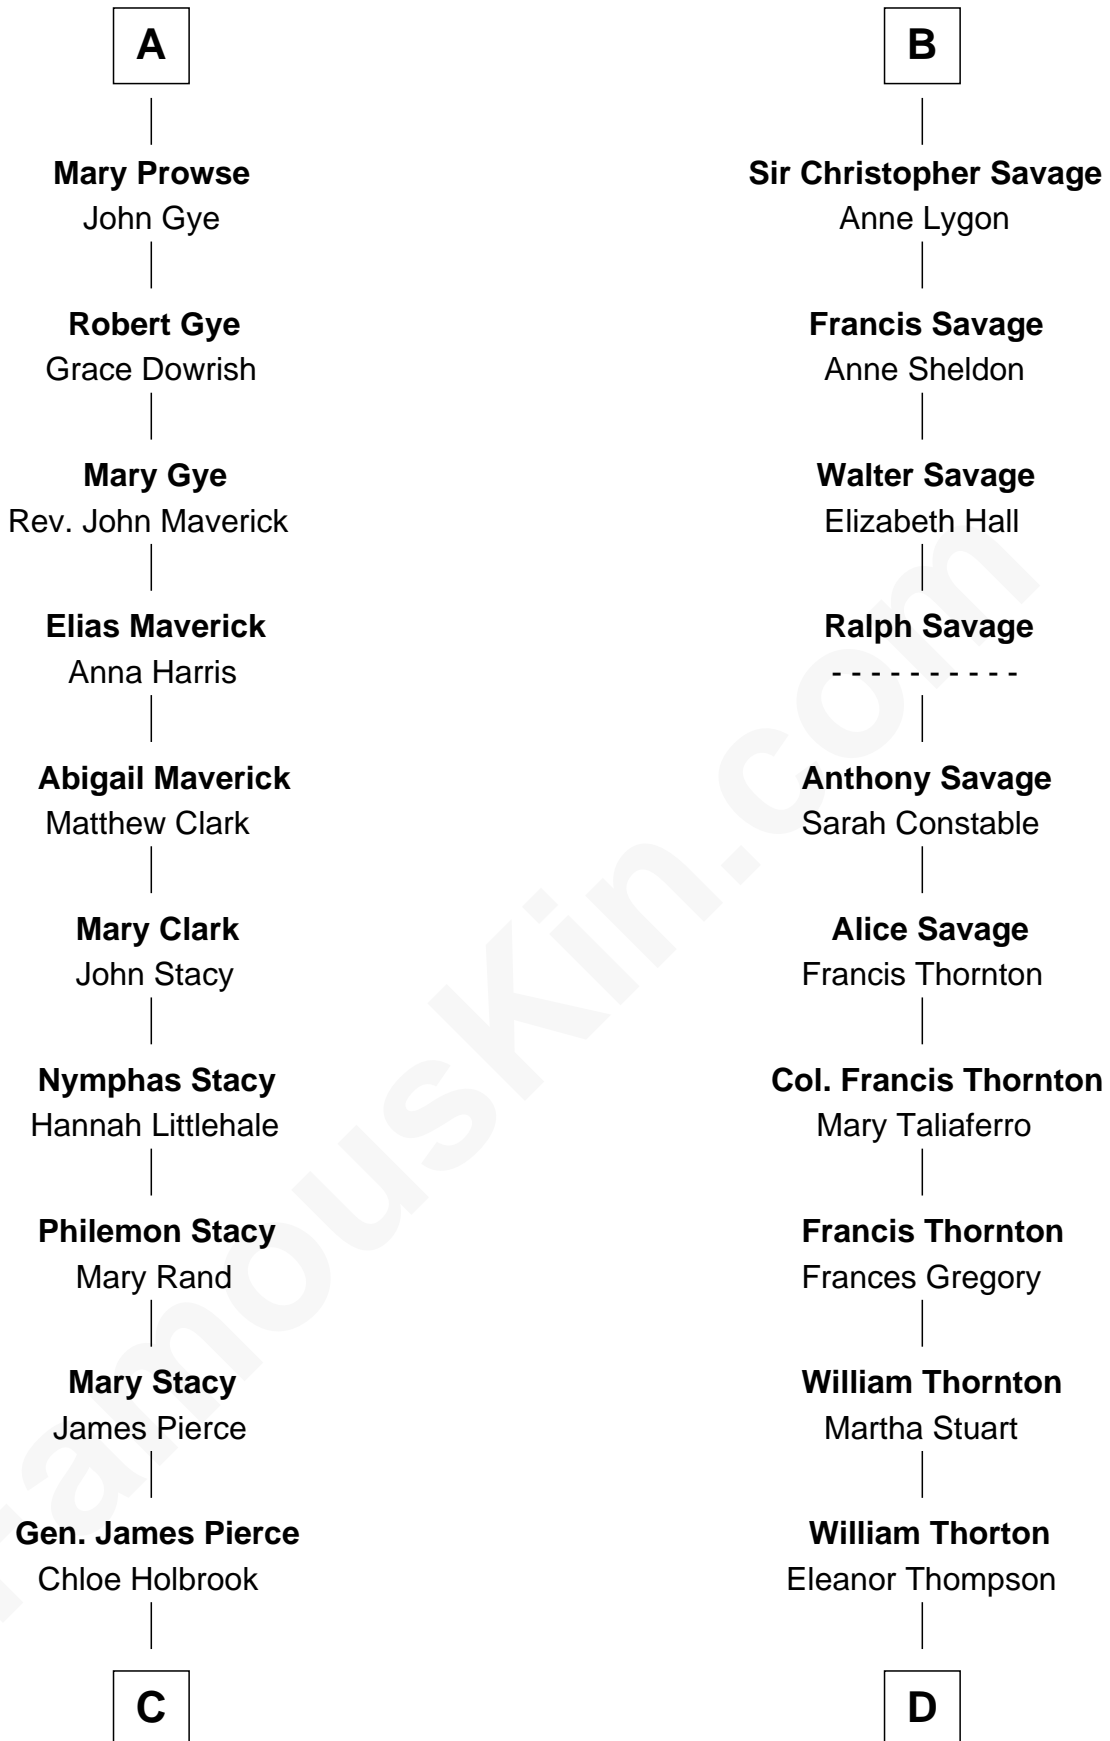 A
Mary Prowse
John Gye
Robert Gye
Grace Dowrish
Mary Gye
Rev. John Maverick
Elias Maverick
Anna Harris
Abigail Maverick
Matthew Clark
Mary Clark
John Stacy
Nymphas Stacy
Hannah Littlehale
Philemon Stacy
Mary Rand
Mary Stacy
James Pierce
Gen. James Pierce
Chloe Holbrook
C
B
Sir Christopher Savage
Anne Lygon
Francis Savage
Anne Sheldon
Walter Savage
Elizabeth Hall
Ralph Savage
- - - - - - - - - -
Anthony Savage
Sarah Constable
Alice Savage
Francis Thornton
Col. Francis Thornton
Mary Taliaferro
Francis Thornton
Frances Gregory
William Thornton
Martha Stuart
William Thorton
Eleanor Thompson
D
FamousKin.com